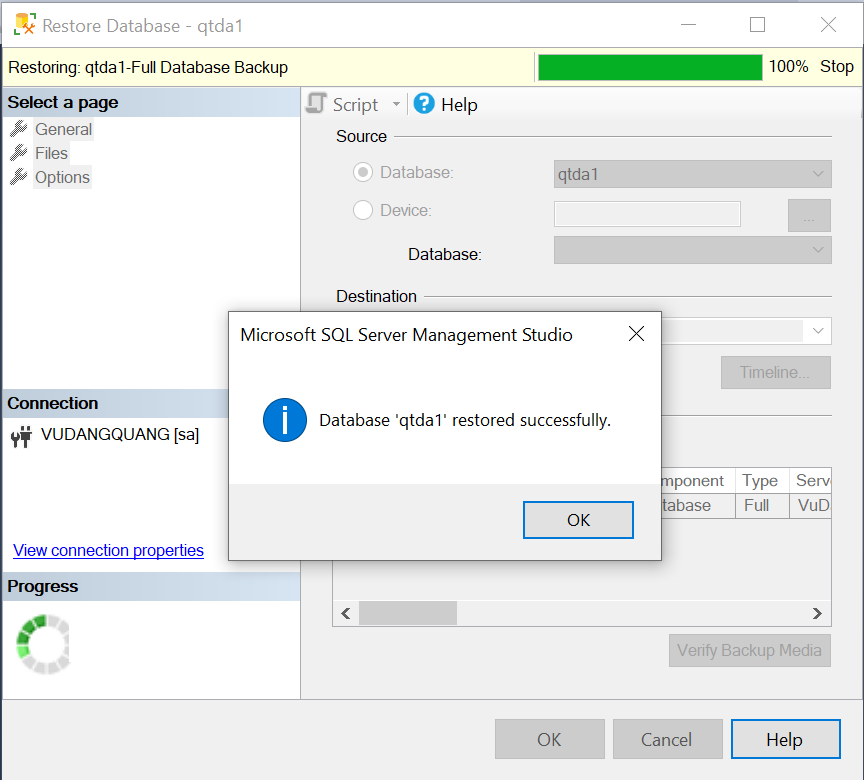 Restore Database - qtda1
Restoring: qtda1-Full Database Backup
100% Stop
Select a page
General
Files
Options
Script
Help
Source
Database:
qtda1
Device:
...
Database:
Destination
Timeline...
Connection
VUDANGQUANG [sa]
View connection properties
Microsoft SQL Server Management Studio
Database 'qtda1' restored successfully.
OK
mponent Type Serve
tabase Full VuD
Progress
Verify Backup Media
OK Cancel Help